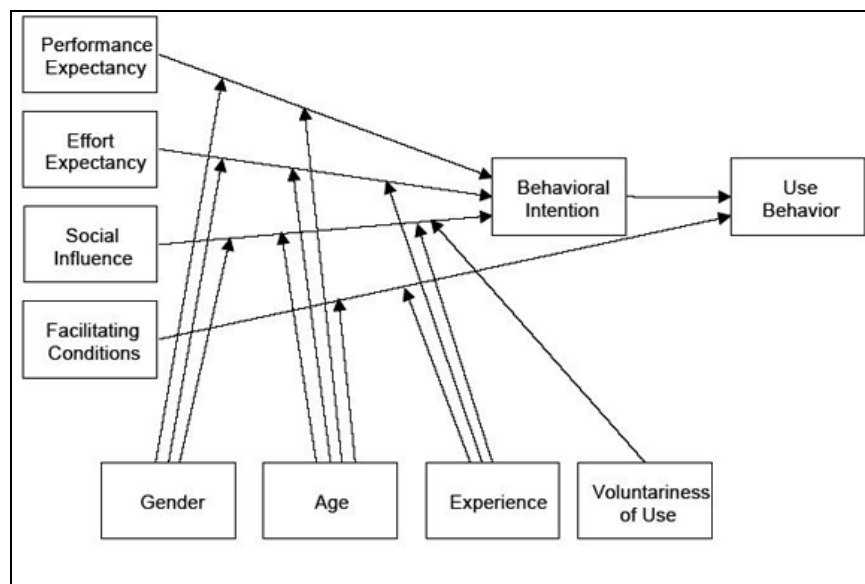 Performance
Expectancy
Effort
Expectancy
Social
Influence
Facilitating
Conditions
Behavioral
Intention
Use
Behavior
Gender
Age
Experience
Voluntariness
of Use